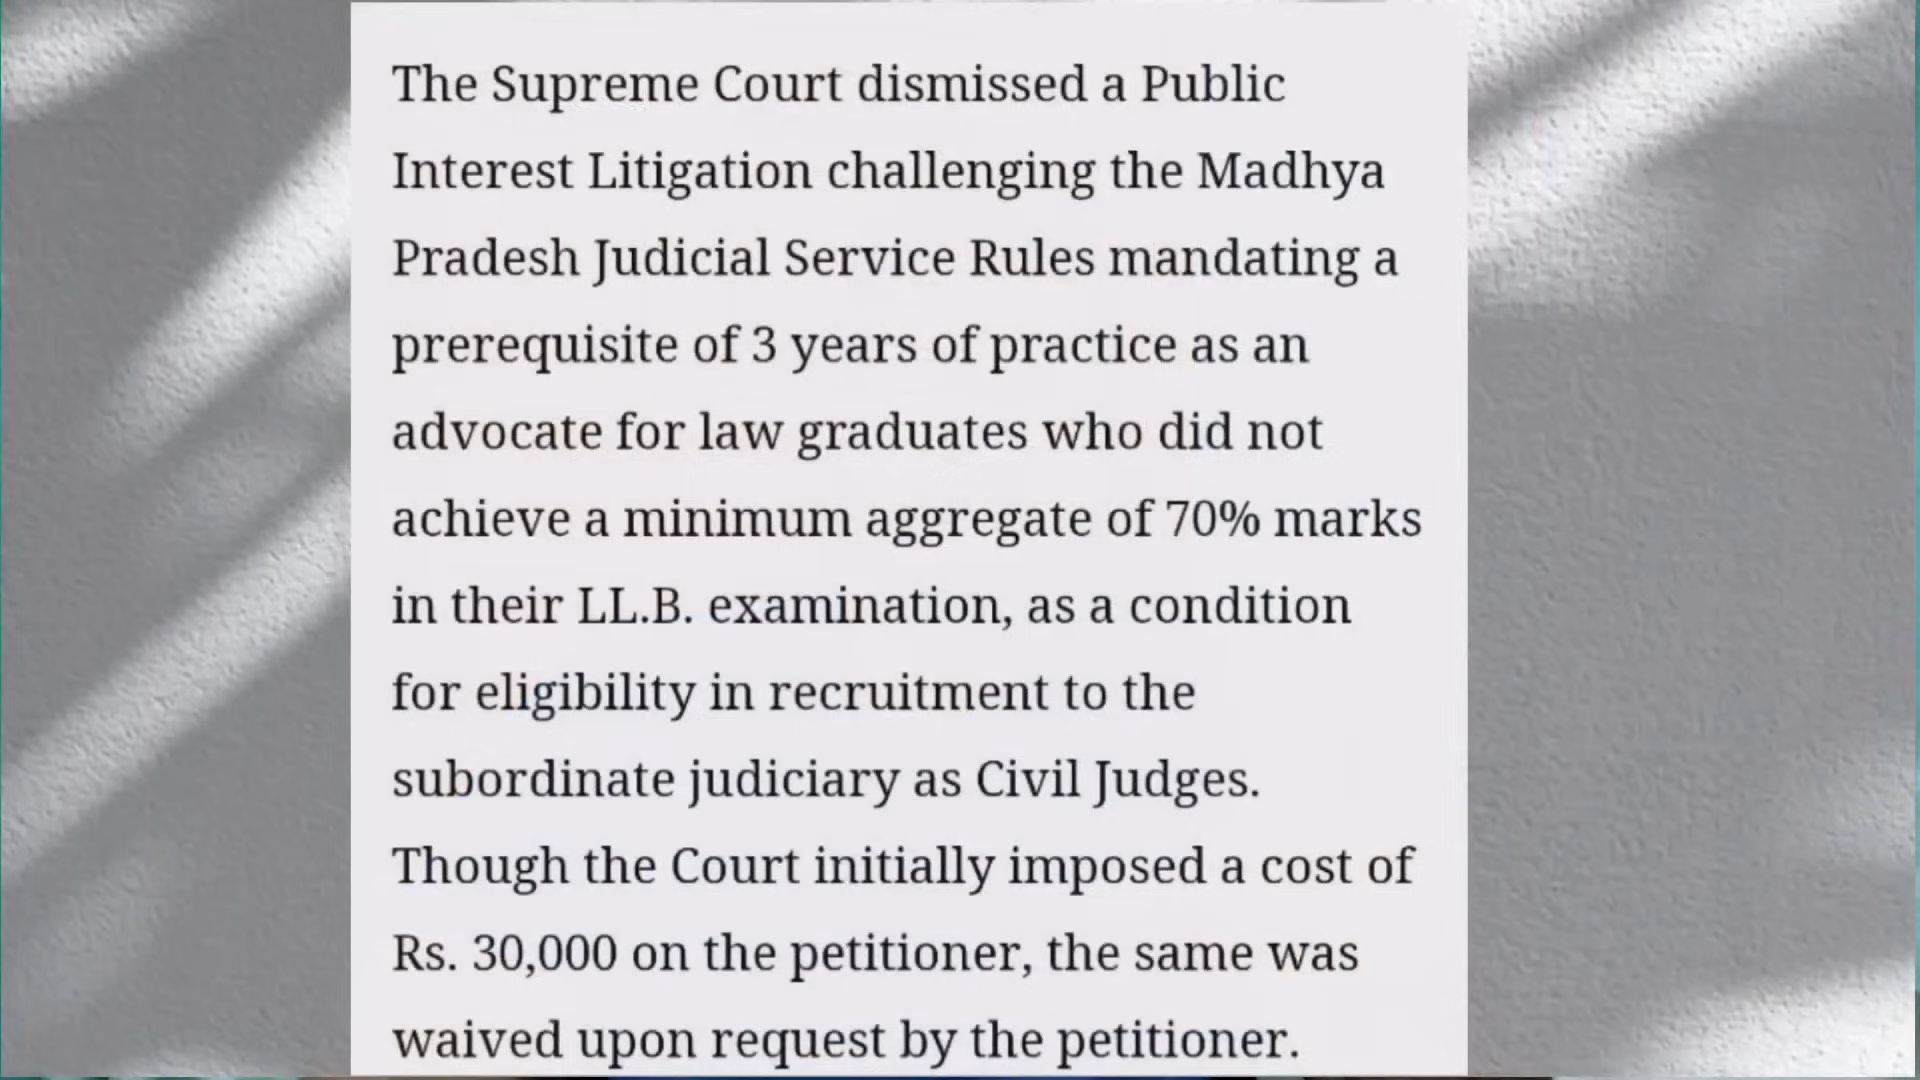 The Supreme Court dismissed a Public
Interest Litigation challenging the Madhya
Pradesh Judicial Service Rules mandating a
prerequisite of 3 years of practice as an
advocate for law graduates who did not
achieve a minimum aggregate of 70% marks
in their LL.B. examination, as a condition
for eligibility in recruitment to the
subordinate judiciary as Civil Judges.
Though the Court initially imposed a cost of
Rs. 30,000 on the petitioner, the same was
waived upon request by the petitioner.